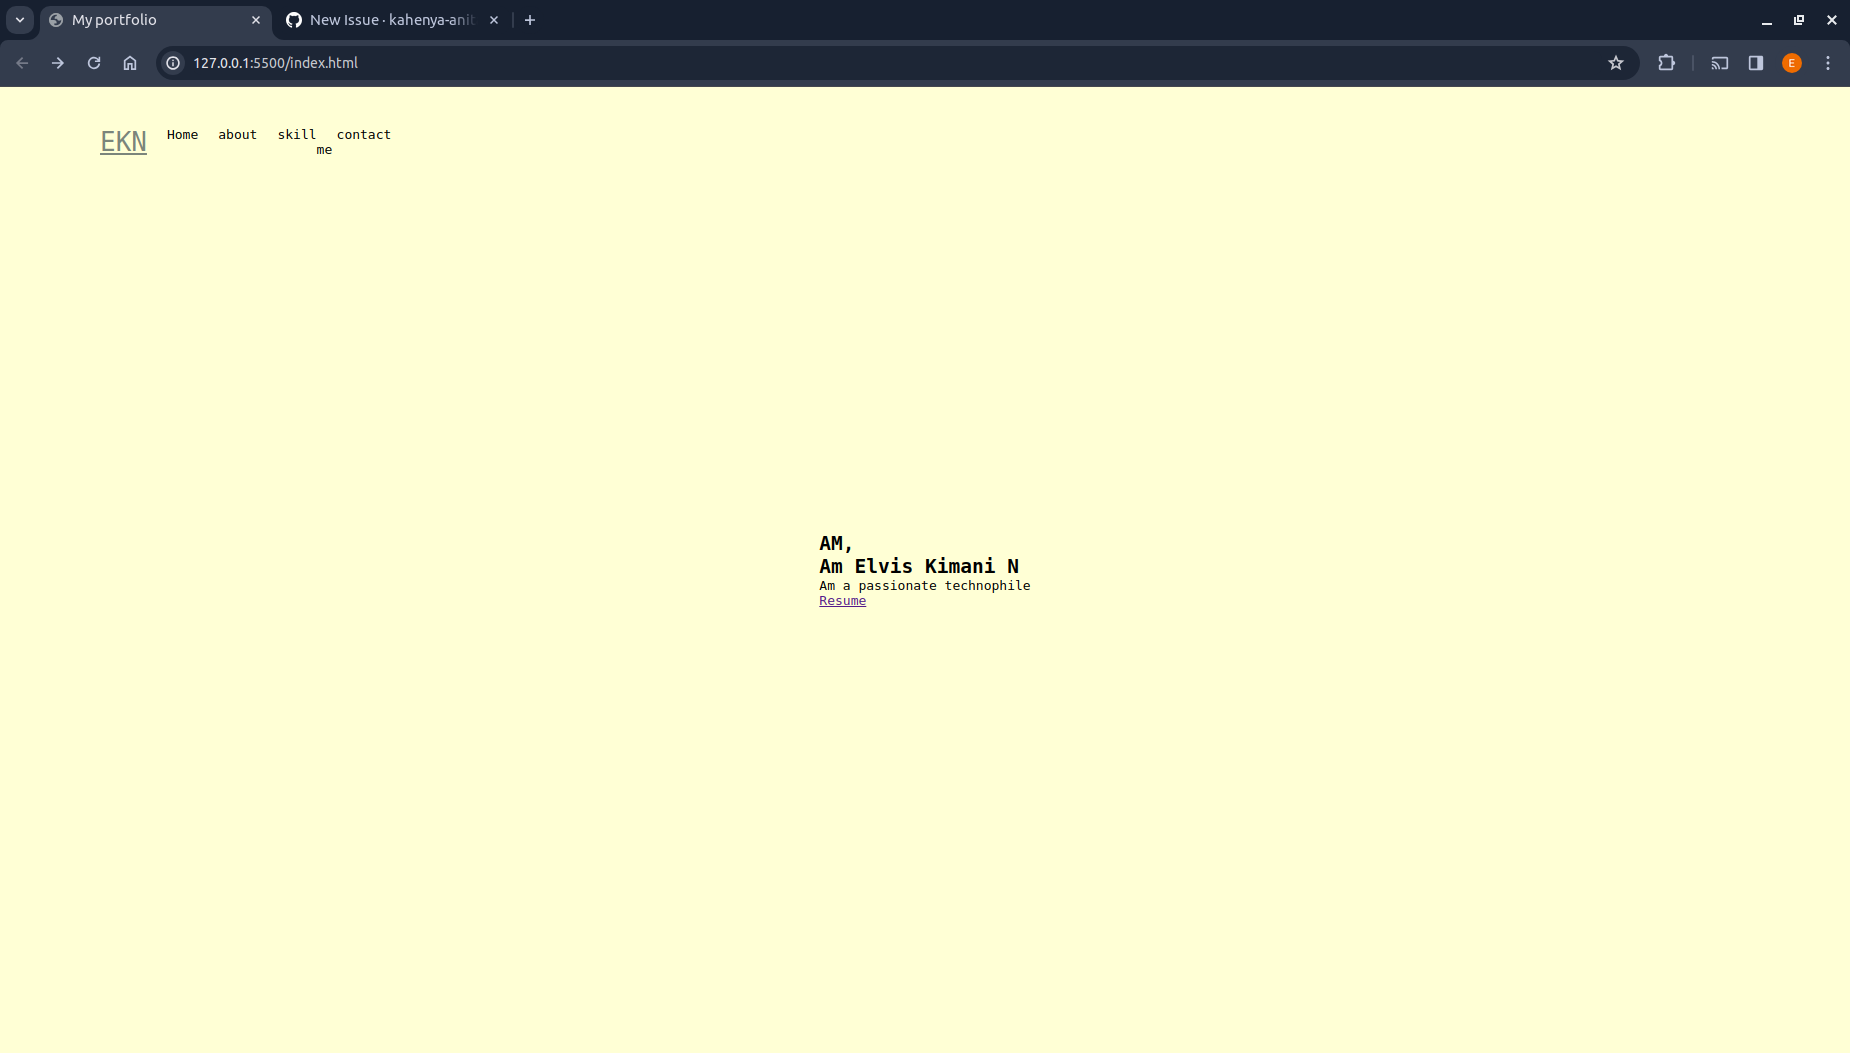 My portfolio
New Issue · kahenya-anit
127.0.0.1:5500/index.html
E
EKN Home about skill contact
me
AM,
Am Elvis Kimani N
Am a passionate technophile
Resume